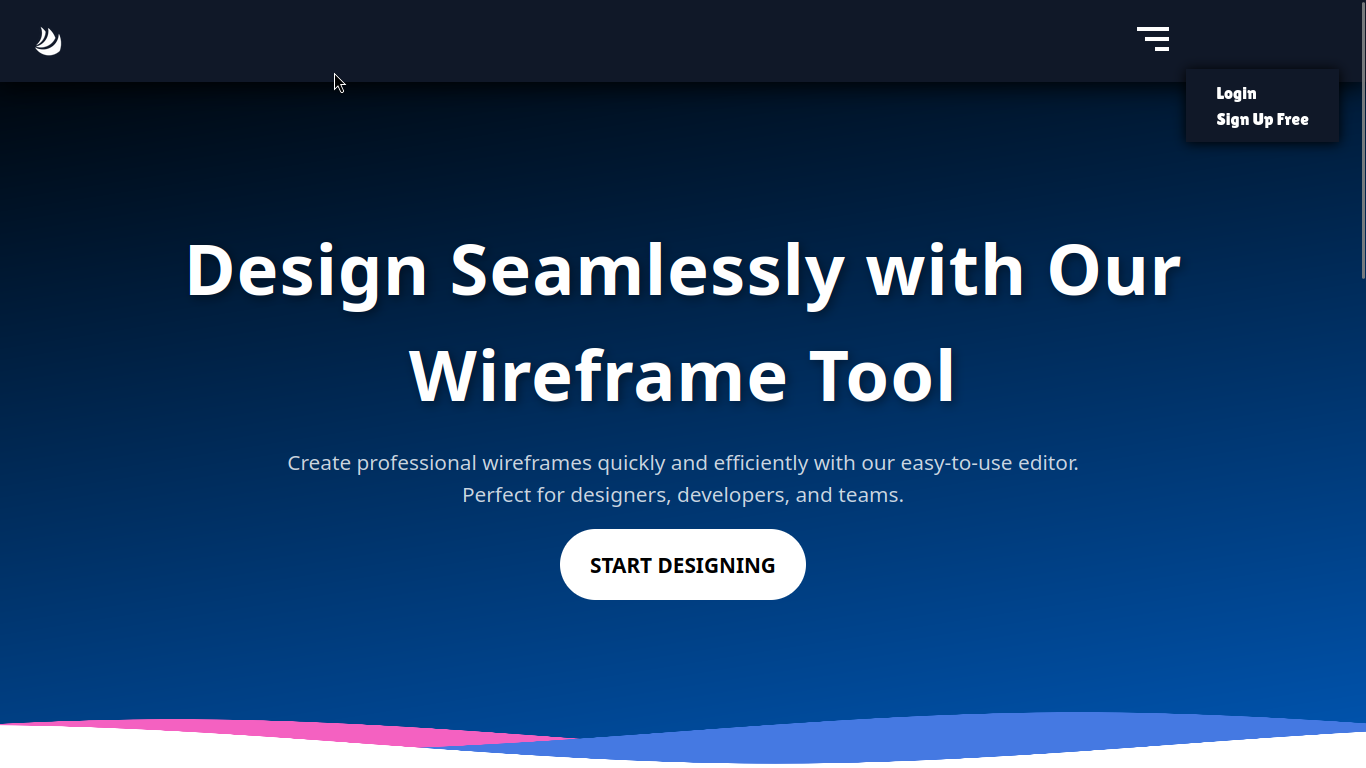 Login
Sign Up Free
Design Seamlessly with Our
Wireframe Tool
Create professional wireframes quickly and efficiently with our easy-to-use editor.
Perfect for designers, developers, and teams.
START DESIGNING